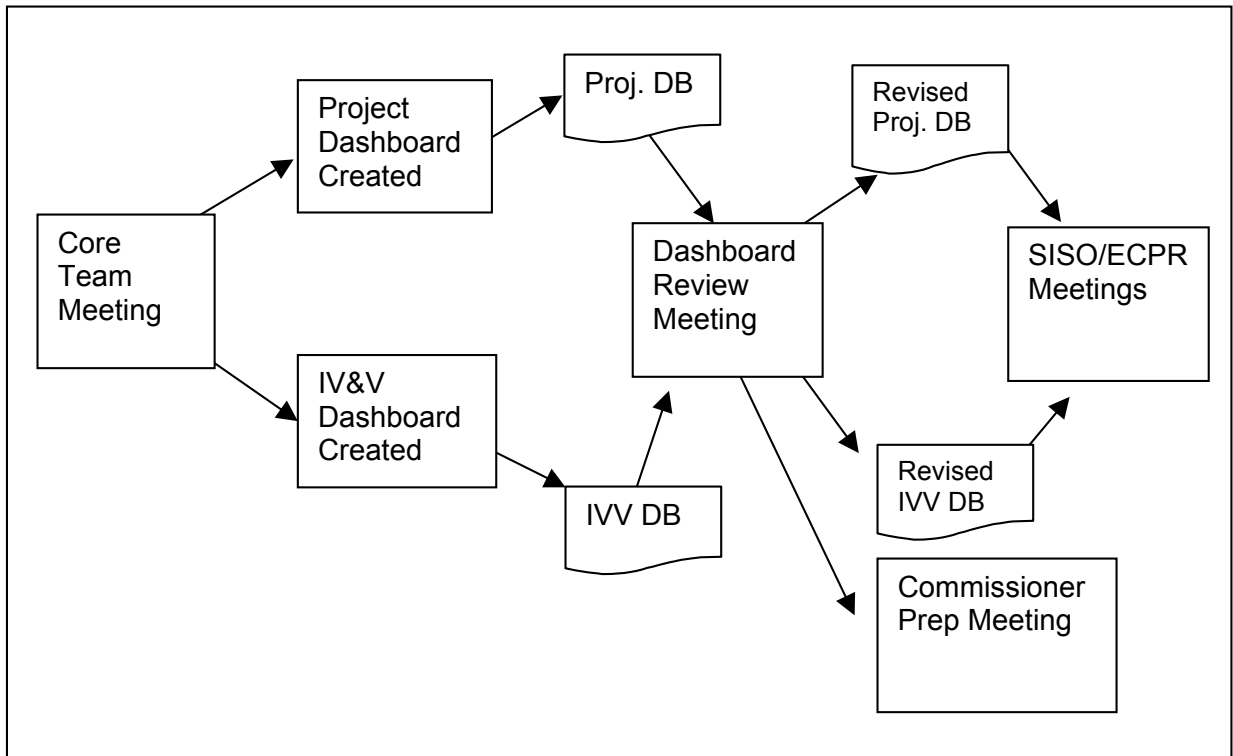 Core
Team
Meeting
Project
Dashboard
Created
IV&V
Dashboard
Created
Proj. DB
IVV DB
Dashboard
Review
Meeting
Revised
Proj. DB
Revised
IVV DB
Commissioner
Prep Meeting
SISO/ECPR
Meetings